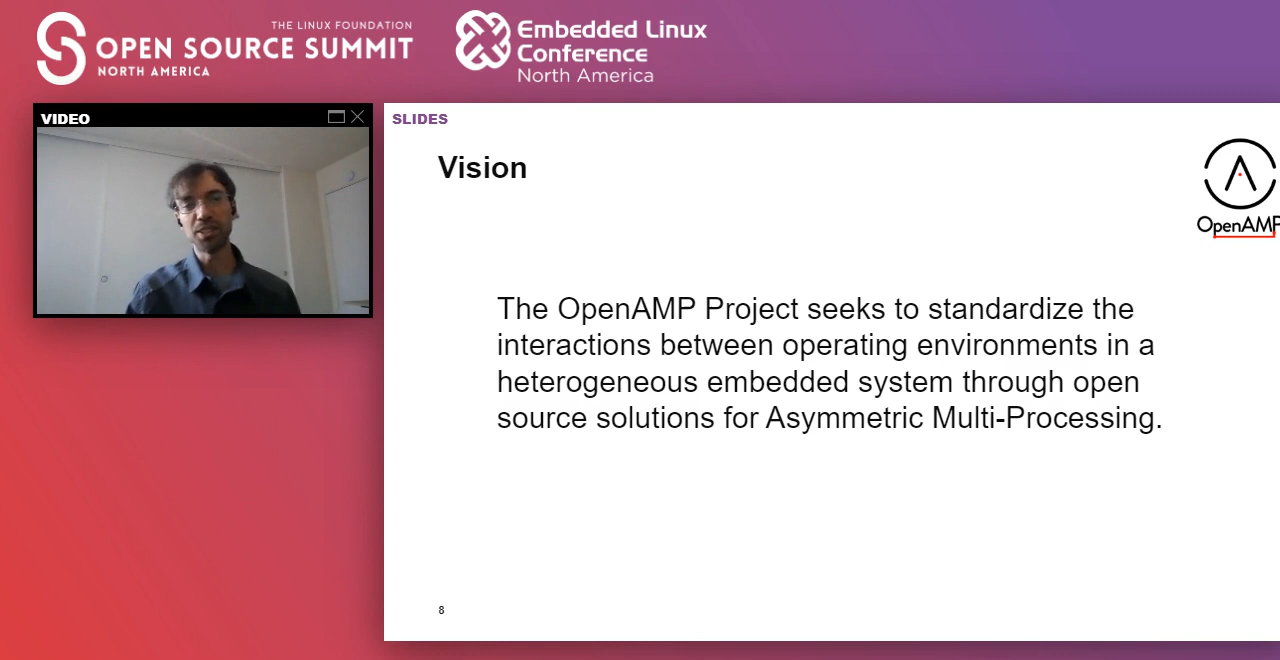 THE LINUX FOUNDATION
OPEN SOURCE SUMMIT
NORTH AMERICA
Embedded Linux
Conference
North America
VIDEO
SLIDES
Vision
OpenAMP
The OpenAMP Project seeks to standardize the
interactions between operating environments in a
heterogeneous embedded system through open
source solutions for Asymmetric Multi-Processing.
8